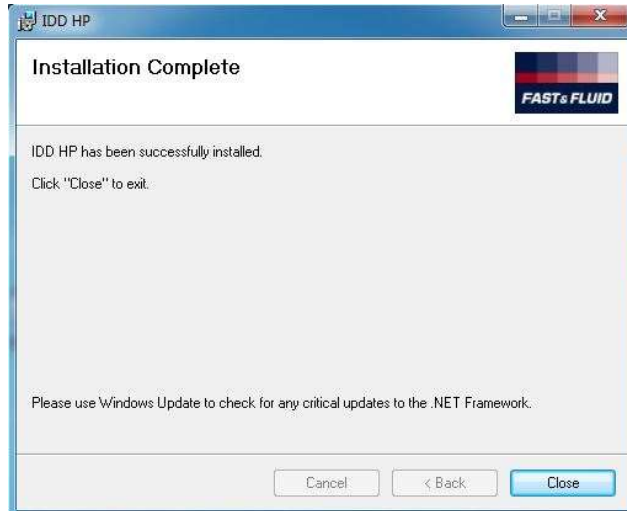 IDD HP
Installation Complete
FAST & FLUID
IDD HP has been successfully installed.
Click "Close" to exit.
Please use Windows Update to check for any critical updates to the .NET Framework.
Cancel
< Back
Close